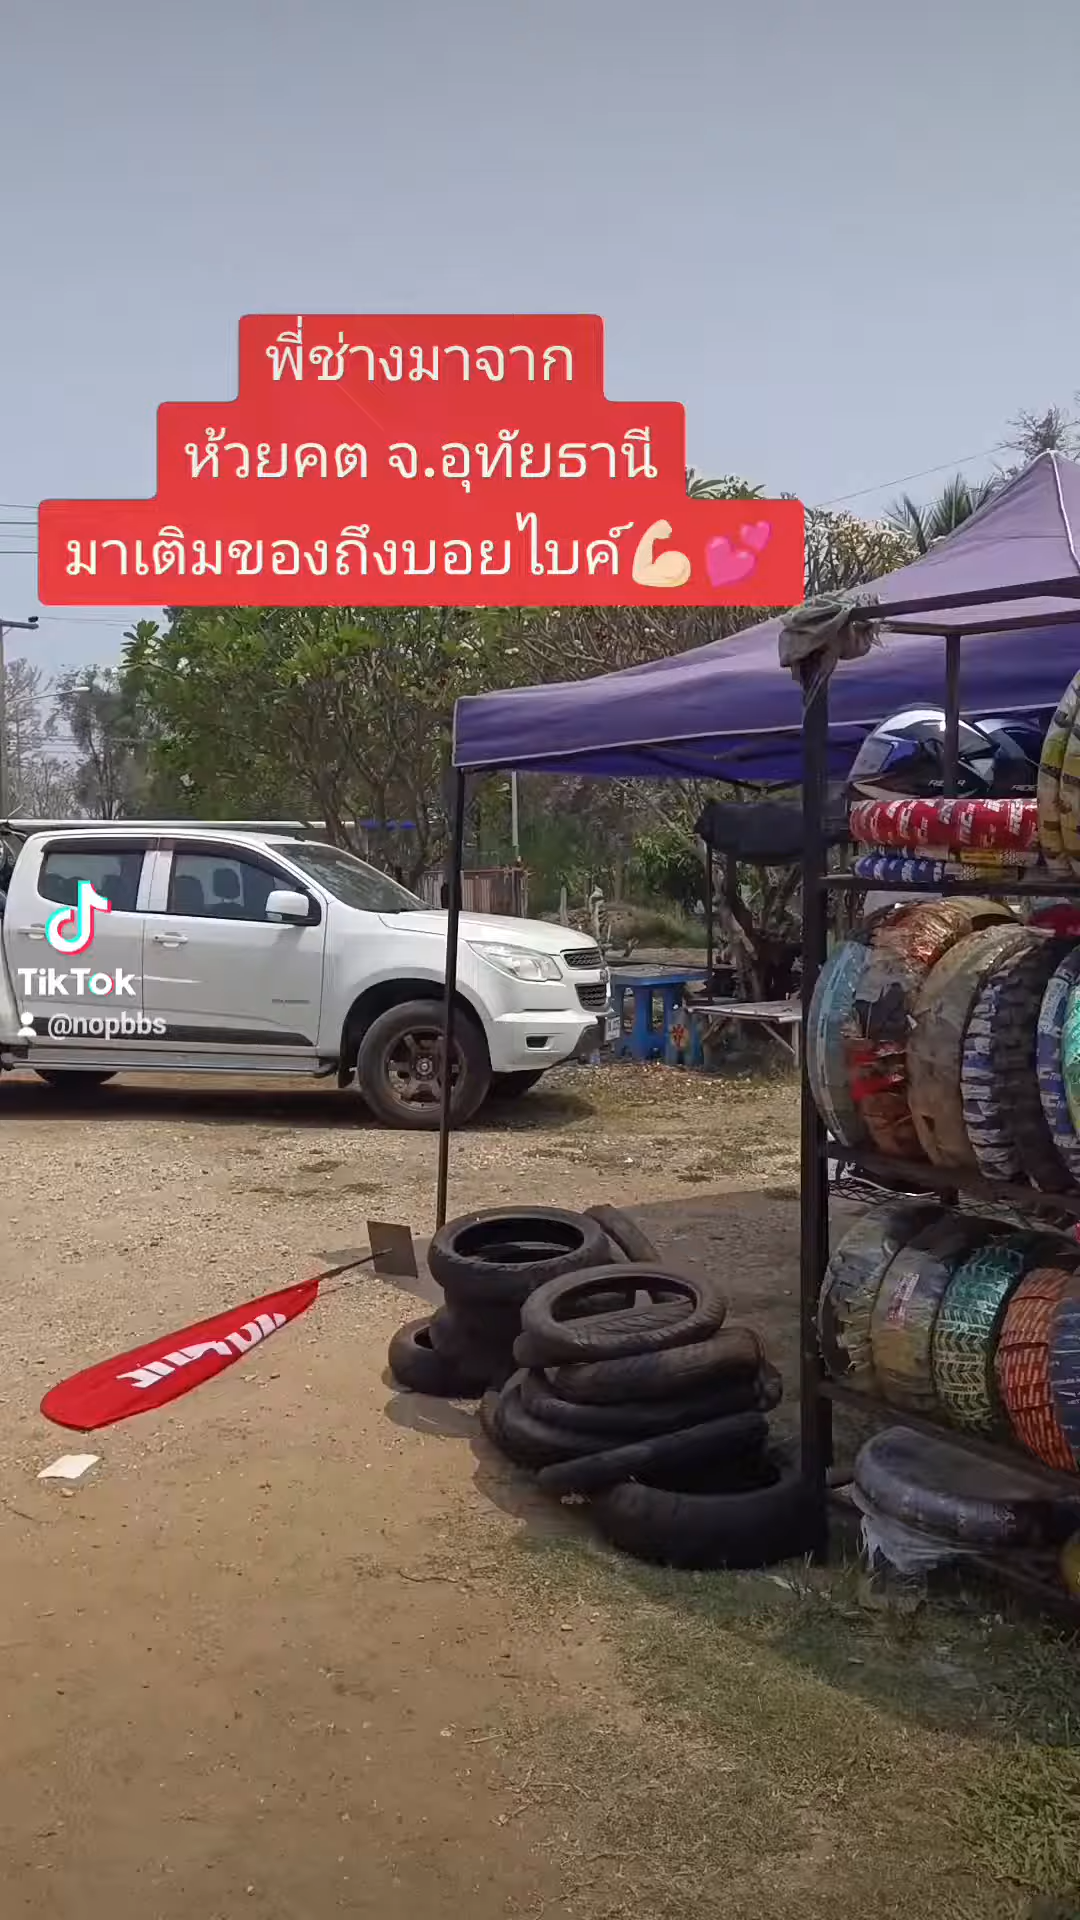 พี่ช่างมาจาก
ห้วยคต จ.อุทัยธานี
มาเติมของถึงบอยไบค์💪🏼💕
TikTok
@nopbbs